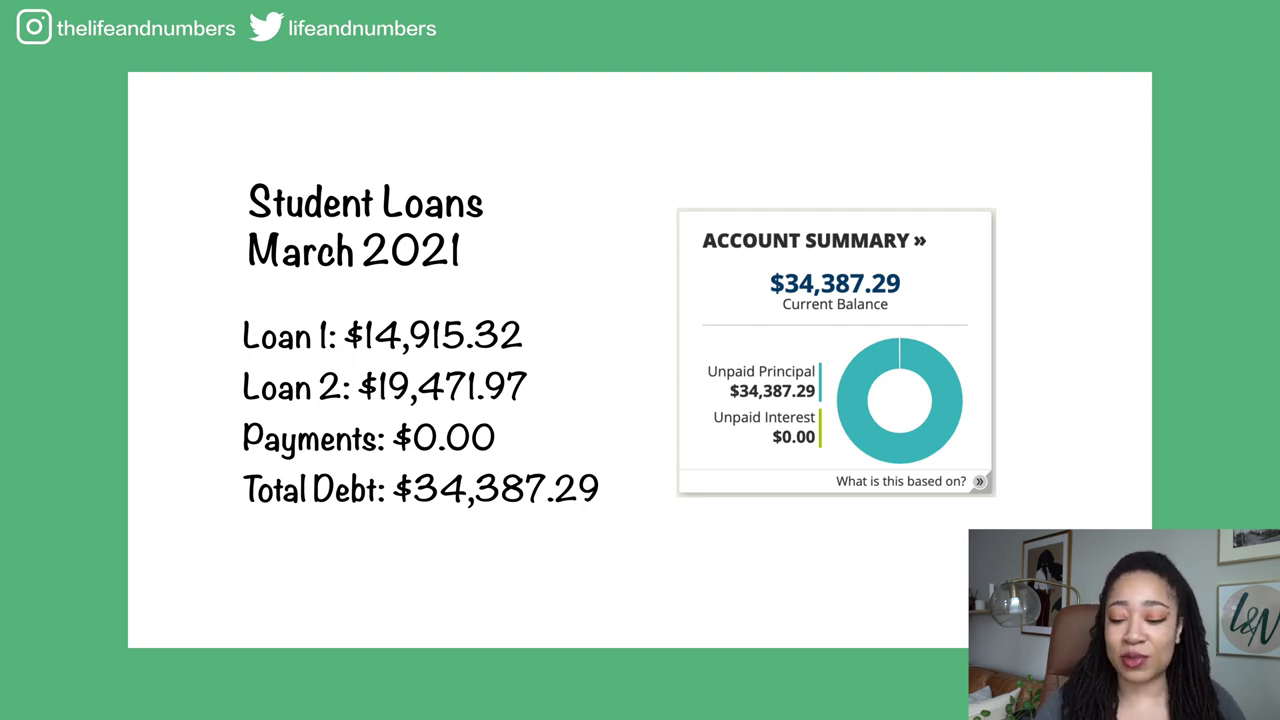 thelifeandnumbers lifeandnumbers
Student Loans
March 2021
Loan 1: $14,915.32
Loan 2: $19,471.97
Payments: $0.00
Total Debt: $34,387.29
ACCOUNT SUMMARY »
$34,387.29
Current Balance
Unpaid Principal
$34,387.29
Unpaid Interest
$0.00
What is this based on? »
L&N